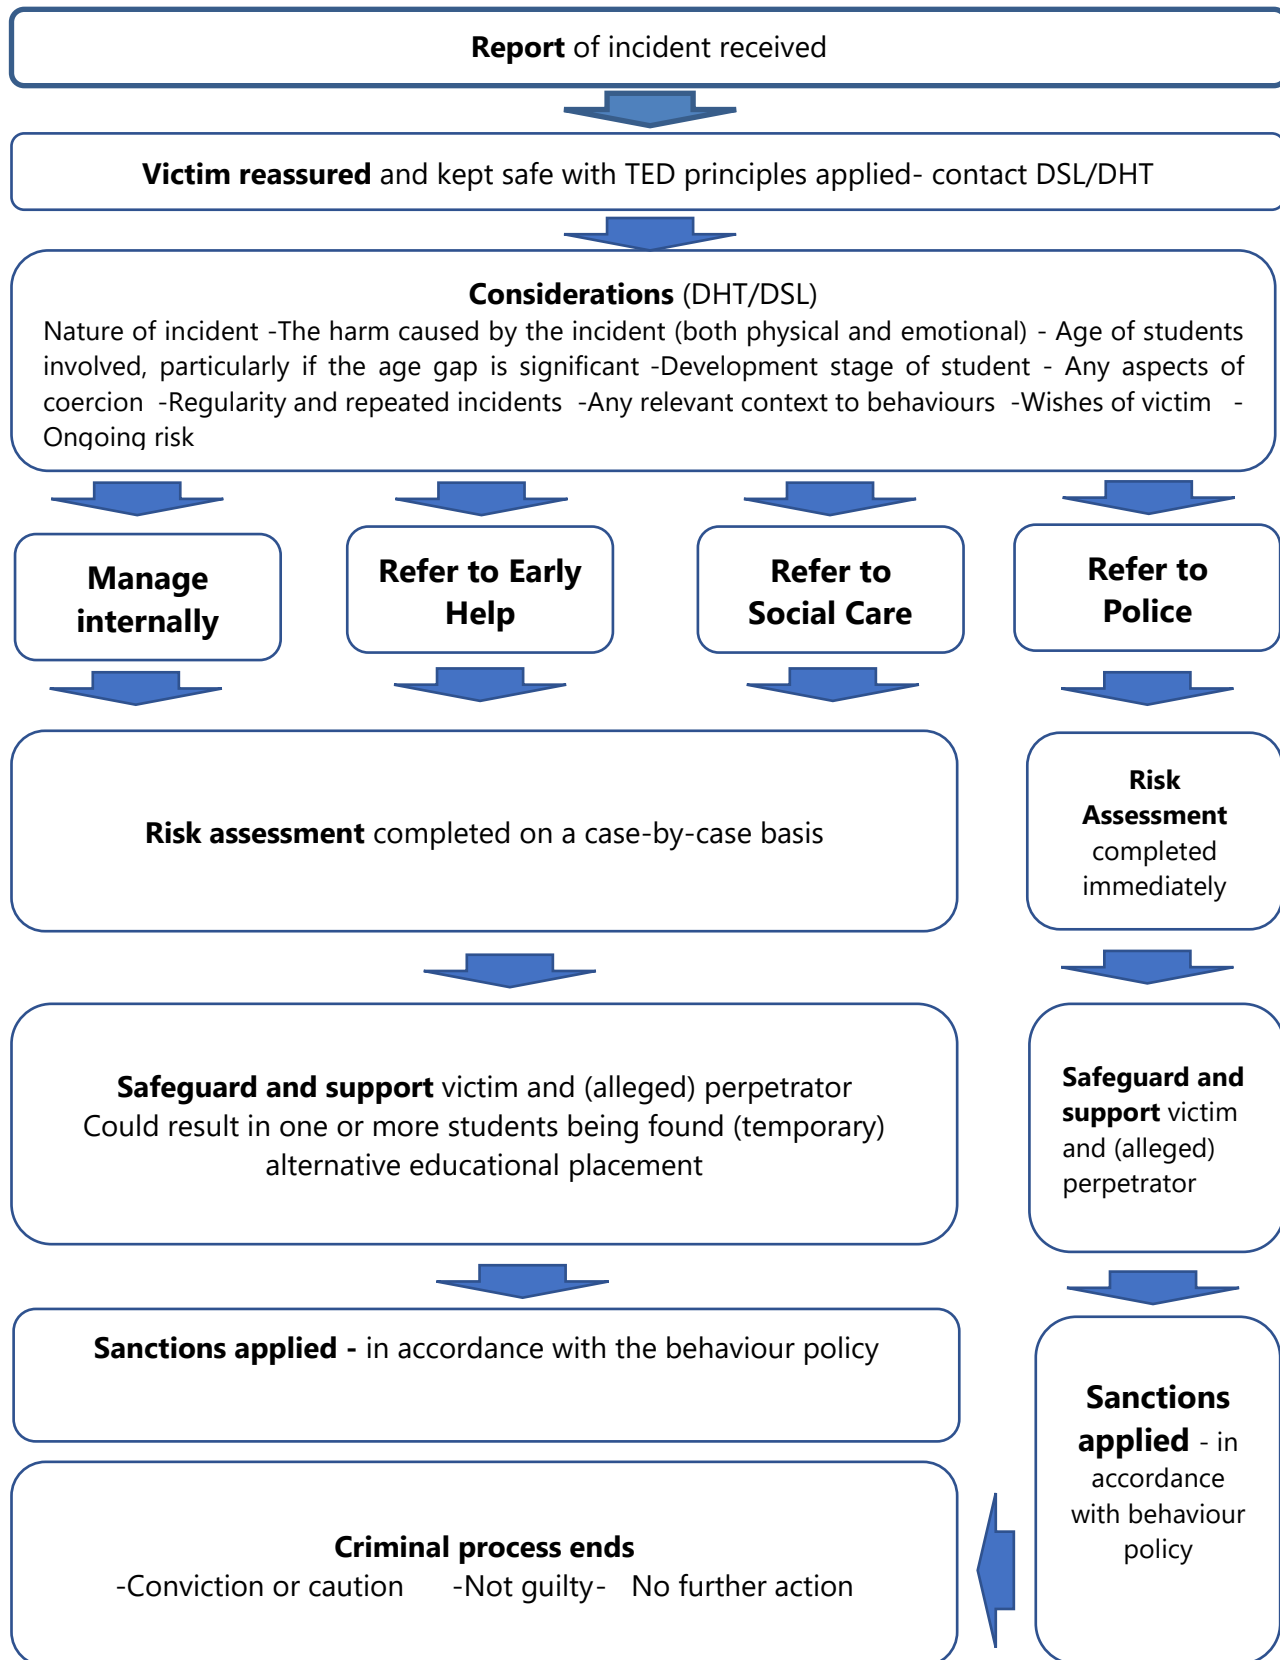 Report of incident received
Victim reassured and kept safe with TED principles applied- contact DSL/DHT
Considerations (DHT/DSL)
Nature of incident -The harm caused by the incident (both physical and emotional) - Age of students
involved, particularly if the age gap is significant -Development stage of student - Any aspects of
coercion -Regularity and repeated incidents -Any relevant context to behaviours -Wishes of victim -
Ongoing risk
Manage
internally
Refer to Early
Help
Refer to
Social Care
Refer to
Police
Risk assessment completed on a case-by-case basis
Risk
Assessment
completed
immediately
Safeguard and support victim and (alleged) perpetrator
Could result in one or more students being found (temporary)
alternative educational placement
Safeguard and
support victim
and (alleged)
perpetrator
Sanctions applied - in accordance with the behaviour policy
Sanctions
applied - in
accordance
with behaviour
policy
Criminal process ends
-Conviction or caution -Not guilty- No further action